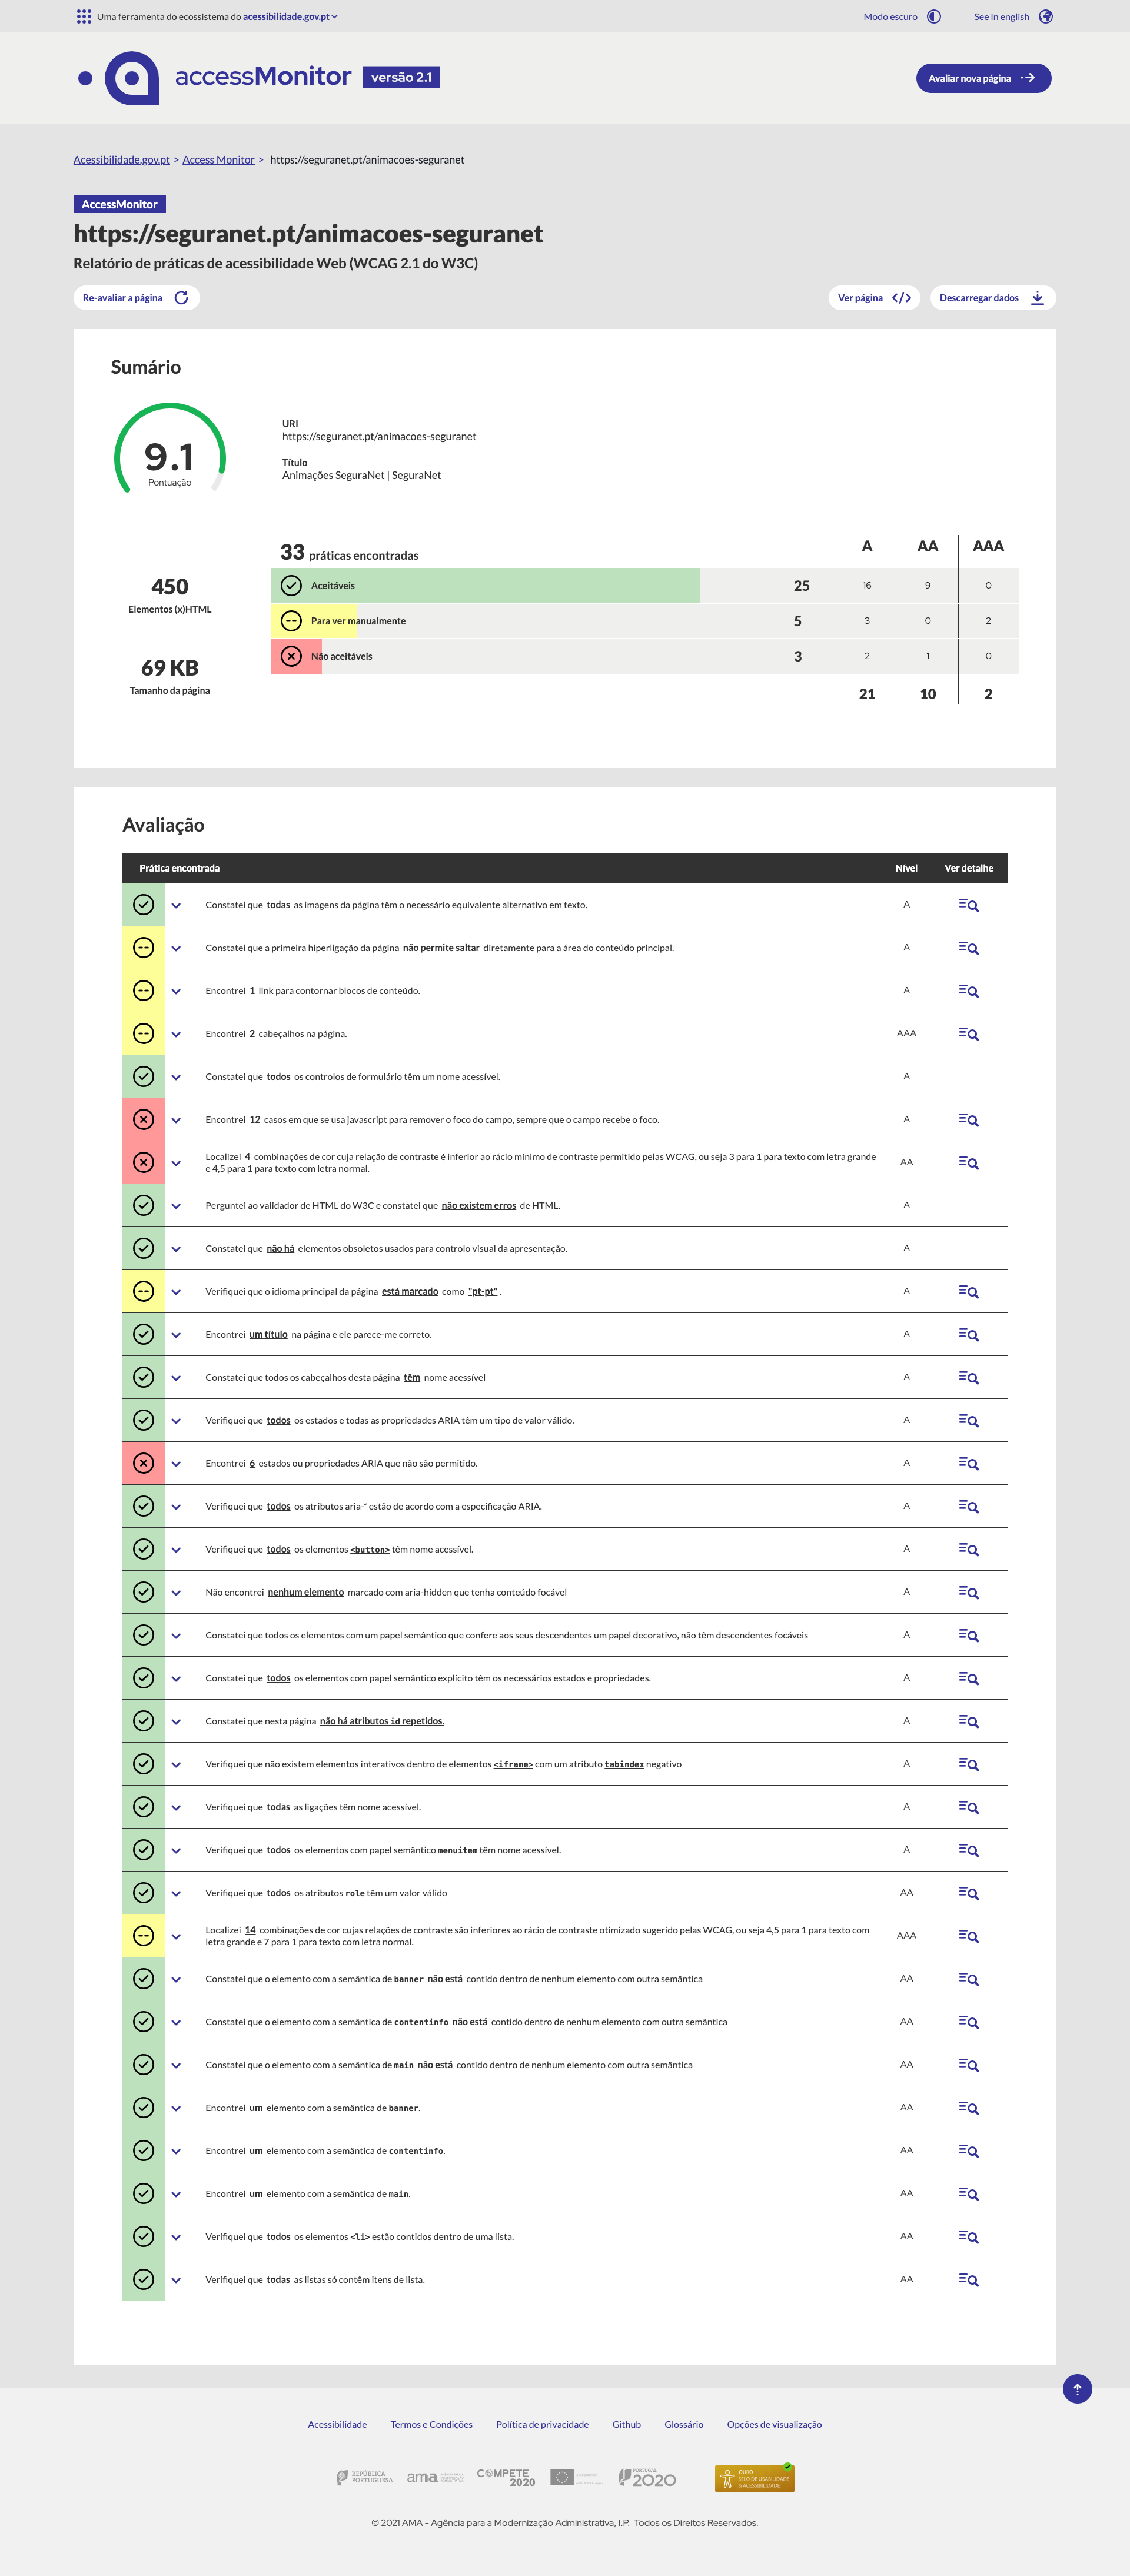 Uma ferramenta do ecossistema do acessibilidade.gov.pt
Modo escuro
See in english
accessMonitor versão 2.1
Avaliar nova página
Acessibilidade.gov.pt > Access Monitor > https://seguranet.pt/animacoes-seguranet
AccessMonitor
https://seguranet.pt/animacoes-seguranet
Relatório de práticas de acessibilidade Web (WCAG 2.1 do W3C)
Re-avaliar a página
Ver página
Descarregar dados
Sumário
9.1
Pontuação
URI
https://seguranet.pt/animacoes-seguranet
Título
Animações SeguraNet | SeguraNet
450
Elementos (x)HTML
69 KB
Tamanho da página
33 práticas encontradas A AA AAA
Aceitáveis 25 16 9 0
Para ver manualmente 5 3 0 2
Não aceitáveis 3 2 1 0
21 10 2
Avaliação
Prática encontrada Nível Ver detalhe
Constatei que todas as imagens da página têm o necessário equivalente alternativo em texto. A
Constatei que a primeira hiperligação da página não permite saltar diretamente para a área do conteúdo principal. A
Encontrei 1 link para contornar blocos de conteúdo. A
Encontrei 2 cabeçalhos na página. AAA
Constatei que todos os controlos de formulário têm um nome acessível. A
Encontrei 12 casos em que se usa javascript para remover o foco do campo, sempre que o campo recebe o foco. A
Localizei 4 combinações de cor cuja relação de contraste é inferior ao rácio mínimo de contraste permitido pelas WCAG, ou seja 3 para 1 para texto com letra grande
e 4,5 para 1 para texto com letra normal. AA
Perguntei ao validador de HTML do W3C e constatei que não existem erros de HTML. A
Constatei que não há elementos obsoletos usados para controlo visual da apresentação. A
Verifiquei que o idioma principal da página está marcado como "pt-pt" . A
Encontrei um título na página e ele parece-me correto. A
Constatei que todos os cabeçalhos desta página têm nome acessível A
Verifiquei que todos os estados e todas as propriedades ARIA têm um tipo de valor válido. A
Encontrei 6 estados ou propriedades ARIA que não são permitido. A
Verifiquei que todos os atributos aria-* estão de acordo com a especificação ARIA. A
Verifiquei que todos os elementos <button> têm nome acessível. A
Não encontrei nenhum elemento marcado com aria-hidden que tenha conteúdo focável A
Constatei que todos os elementos com um papel semântico que confere aos seus descendentes um papel decorativo, não têm descendentes focáveis A
Constatei que todos os elementos com papel semântico explícito têm os necessários estados e propriedades. A
Constatei que nesta página não há atributos id repetidos. A
Verifiquei que não existem elementos interativos dentro de elementos <iframe> com um atributo tabindex negativo A
Verifiquei que todas as ligações têm nome acessível. A
Verifiquei que todos os elementos com papel semântico menuitem têm nome acessível. A
Verifiquei que todos os atributos role têm um valor válido AA
Localizei 14 combinações de cor cujas relações de contraste são inferiores ao rácio de contraste otimizado sugerido pelas WCAG, ou seja 4,5 para 1 para texto com
letra grande e 7 para 1 para texto com letra normal. AAA
Constatei que o elemento com a semântica de banner não está contido dentro de nenhum elemento com outra semântica AA
Constatei que o elemento com a semântica de contentinfo não está contido dentro de nenhum elemento com outra semântica AA
Constatei que o elemento com a semântica de main não está contido dentro de nenhum elemento com outra semântica AA
Encontrei um elemento com a semântica de banner. AA
Encontrei um elemento com a semântica de contentinfo. AA
Encontrei um elemento com a semântica de main. AA
Verifiquei que todos os elementos <li> estão contidos dentro de uma lista. AA
Verifiquei que todas as listas só contêm itens de lista. AA
Acessibilidade Termos e Condições Política de privacidade Github Glossário Opções de visualização
REPÚBLICA
PORTUGUESA
ama
COMPETE
2020
PORTUGAL
2020
OURO
SELO DE USABILIDADE
& ACESSIBILIDADE
© 2021 AMA - Agência para a Modernização Administrativa, I.P. Todos os Direitos Reservados.